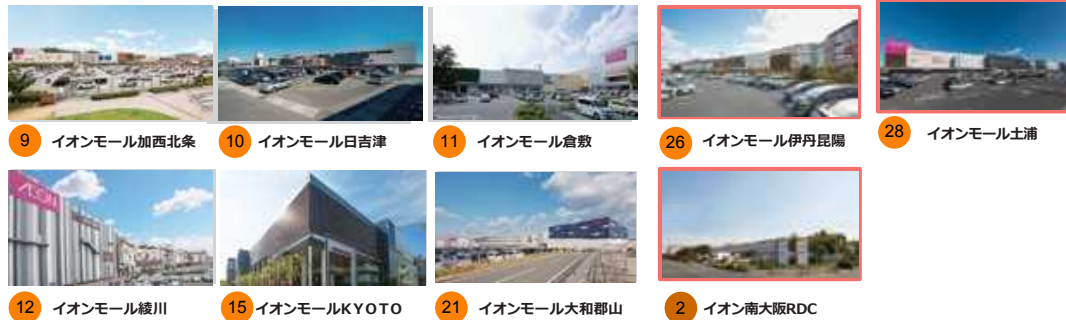 9 イオンモール加西北条
10 イオンモール日吉津
11 イオンモール倉敷
26 イオンモール伊丹昆陽
28 イオンモール土浦
ÆON
12 イオンモール綾川
15 イオンモールKYOTO
21 イオンモール大和郡山
2 イオン南大阪RDC